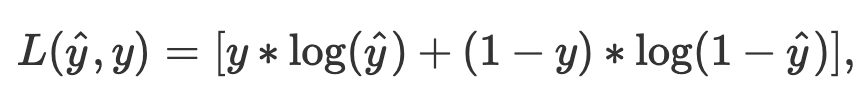 L(ŷ, y) = [y ∗ log(ŷ) + (1 − y) ∗ log(1 − ŷ)],